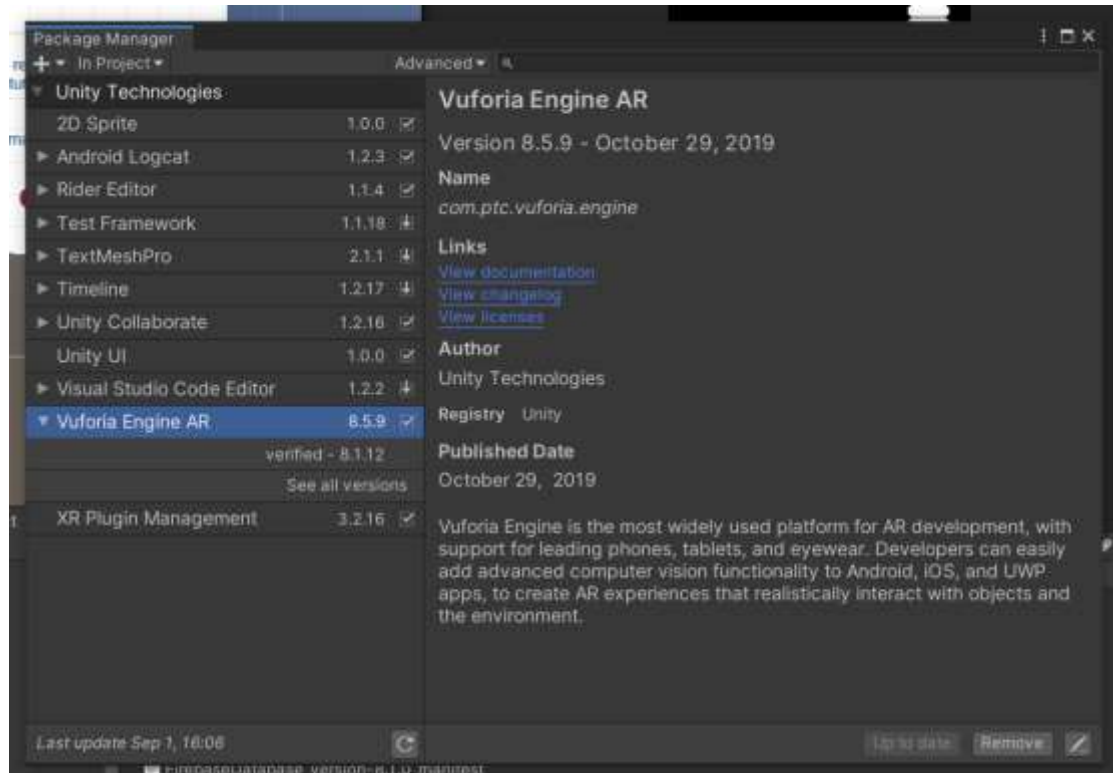 Package Manager
In Project
Advanced
Unity Technologies
2D Sprite 1.0.0
Android Logcat 1.2.3
Rider Editor 1.1.4
Test Framework 1.1.18
TextMeshPro 2.1.1
Timeline 1.2.17
Unity Collaborate 1.2.16
Unity UI 1.0.0
Visual Studio Code Editor 1.2.2
Vuforia Engine AR 8.5.9
verified - 8.1.12
See all versions
XR Plugin Management 3.2.16
Last update Sep 1, 16:06
Vuforia Engine AR
Version 8.5.9 - October 29, 2019
Name
com.ptc.vuforia.engine
Links
View documentation
View changelog
View licenses
Author
Unity Technologies
Registry Unity
Published Date
October 29, 2019
Vuforia Engine is the most widely used platform for AR development, with
support for leading phones, tablets, and eyewear. Developers can easily
add advanced computer vision functionality to Android, iOS, and UWP
apps, to create AR experiences that realistically interact with objects and
the environment.
Up to date Remove
FirebaseDatabase version-8.1.0 manifest